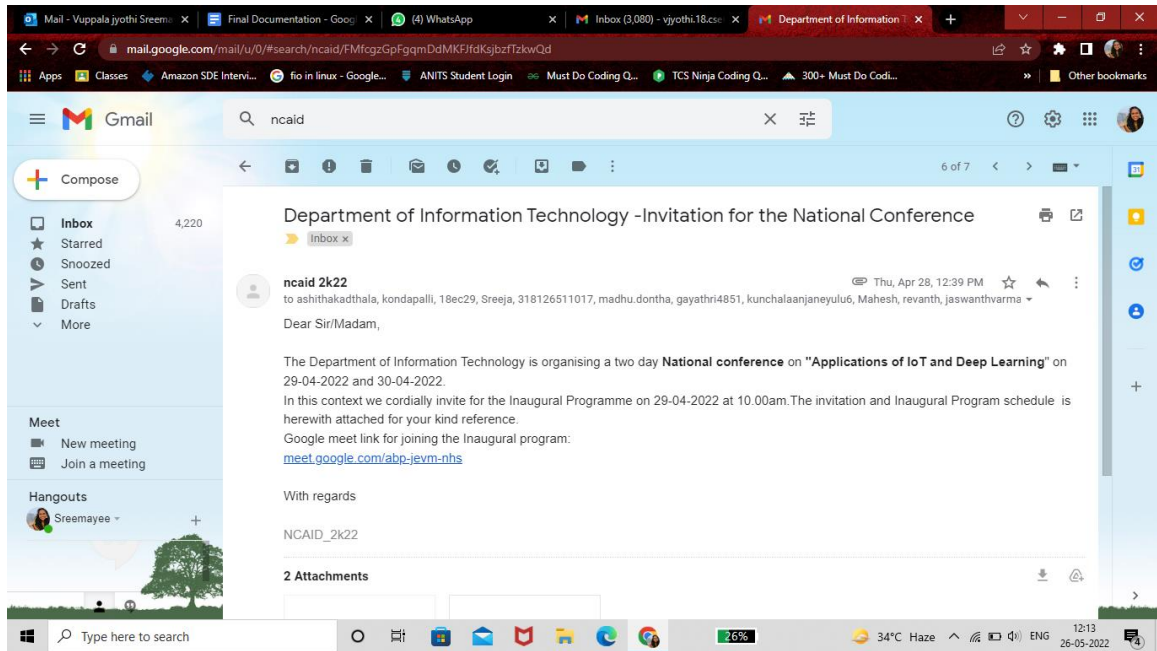 Mail - Vuppala jyothi Sreema
Final Documentation - Goog
(4) WhatsApp
Inbox (3,080) - vjyothi.18.cse
Department of Information T
mail.google.com/mail/u/0/#search/ncaid/FMfcgzGpFgqmDdMKFJfdKsjbzfTzkwQd
Apps Classes Amazon SDE Intervi... fio in linux - Google... ANITS Student Login Must Do Coding Q... TCS Ninja Coding Q... 300+ Must Do Codi... » Other bookmarks
Gmail
ncaid
Compose
6 of 7
31
Inbox 4,220
Starred
Snoozed
Sent
Drafts
More
Meet
New meeting
Join a meeting
Hangouts
Sreemayee
Department of Information Technology -Invitation for the National Conference
Inbox x
ncaid 2k22
Thu, Apr 28, 12:39 PM
to ashithakadthala, kondapalli, 18ec29, Sreeja, 318126511017, madhu.dontha, gayathri4851, kunchalaanjaneyulu6, Mahesh, revanth, jaswanthvarma
Dear Sir/Madam,
The Department of Information Technology is organising a two day National conference on "Applications of IoT and Deep Learning" on
29-04-2022 and 30-04-2022.
In this context we cordially invite for the Inaugural Programme on 29-04-2022 at 10.00am.The invitation and Inaugural Program schedule is
herewith attached for your kind reference.
Google meet link for joining the Inaugural program:
meet.google.com/abp-jevm-nhs
With regards
NCAID_2k22
2 Attachments
Type here to search
26%
34°C Haze
ENG
12:13
26-05-2022
4